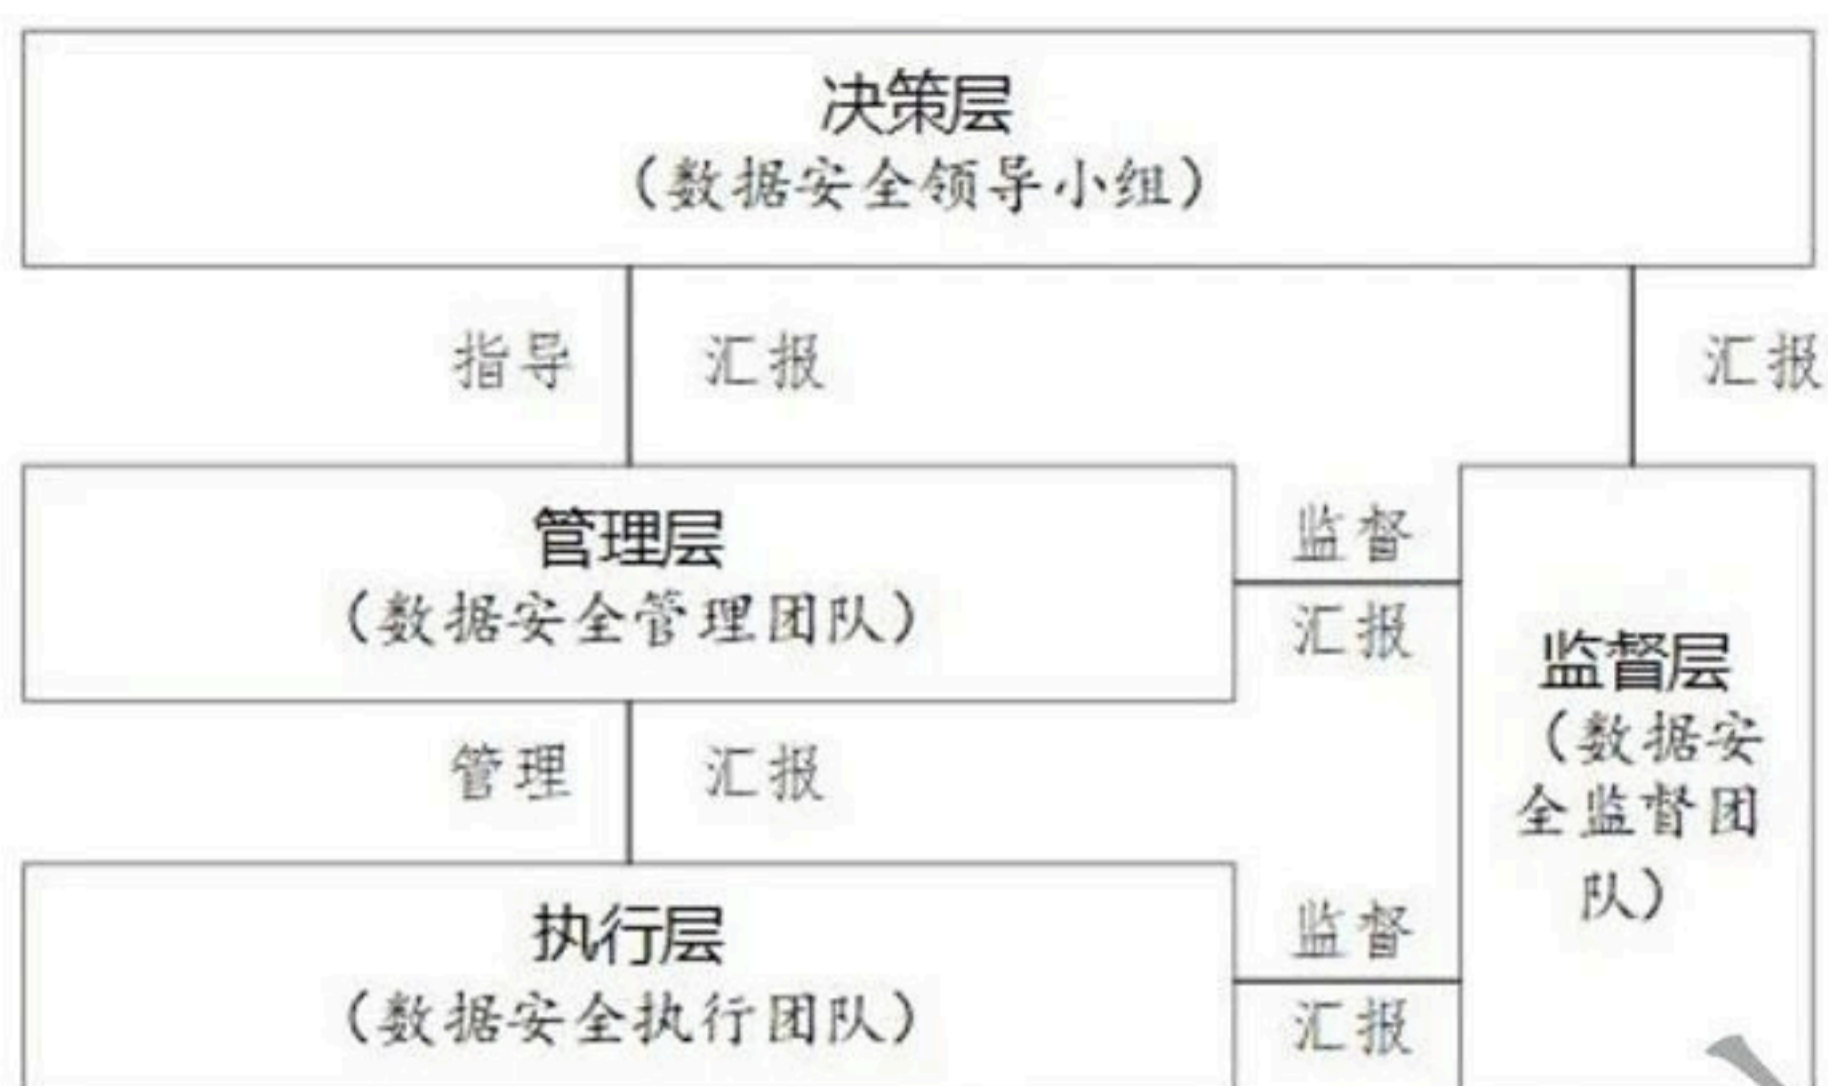 决策层
（数据安全领导小组）
指导
汇报
汇报
管理层
（数据安全管理团队）
监督
汇报
监督层
（数据安
全监督团
队）
管理
汇报
执行层
（数据安全执行团队）
监督
汇报